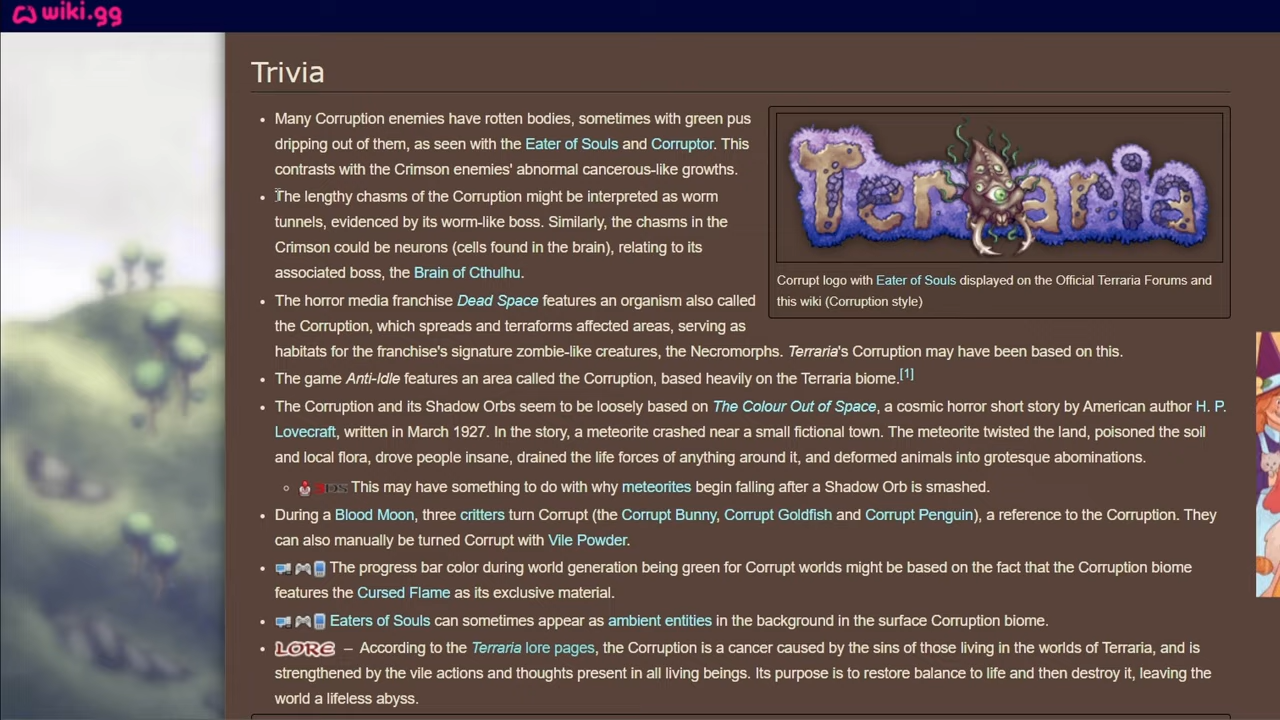 wiki.gg
Trivia
Many Corruption enemies have rotten bodies, sometimes with green pus
dripping out of them, as seen with the Eater of Souls and Corruptor. This
contrasts with the Crimson enemies' abnormal cancerous-like growths.
The lengthy chasms of the Corruption might be interpreted as worm
tunnels, evidenced by its worm-like boss. Similarly, the chasms in the
Crimson could be neurons (cells found in the brain), relating to its
associated boss, the Brain of Cthulhu.
Terraria
Corrupt logo with Eater of Souls displayed on the Official Terraria Forums and
this wiki (Corruption style)
The horror media franchise Dead Space features an organism also called
the Corruption, which spreads and terraforms affected areas, serving as
habitats for the franchise's signature zombie-like creatures, the Necromorphs. Terraria's Corruption may have been based on this.
The game Anti-Idle features an area called the Corruption, based heavily on the Terraria biome.[1]
The Corruption and its Shadow Orbs seem to be loosely based on The Colour Out of Space, a cosmic horror short story by American author H. P.
Lovecraft, written in March 1927. In the story, a meteorite crashed near a small fictional town. The meteorite twisted the land, poisoned the soil
and local flora, drove people insane, drained the life forces of anything around it, and deformed animals into grotesque abominations.
3DS This may have something to do with why meteorites begin falling after a Shadow Orb is smashed.
During a Blood Moon, three critters turn Corrupt (the Corrupt Bunny, Corrupt Goldfish and Corrupt Penguin), a reference to the Corruption. They
can also manually be turned Corrupt with Vile Powder.
The progress bar color during world generation being green for Corrupt worlds might be based on the fact that the Corruption biome
features the Cursed Flame as its exclusive material.
Eaters of Souls can sometimes appear as ambient entities in the background in the surface Corruption biome.
LORE – According to the Terraria lore pages, the Corruption is a cancer caused by the sins of those living in the worlds of Terraria, and is
strengthened by the vile actions and thoughts present in all living beings. Its purpose is to restore balance to life and then destroy it, leaving the
world a lifeless abyss.